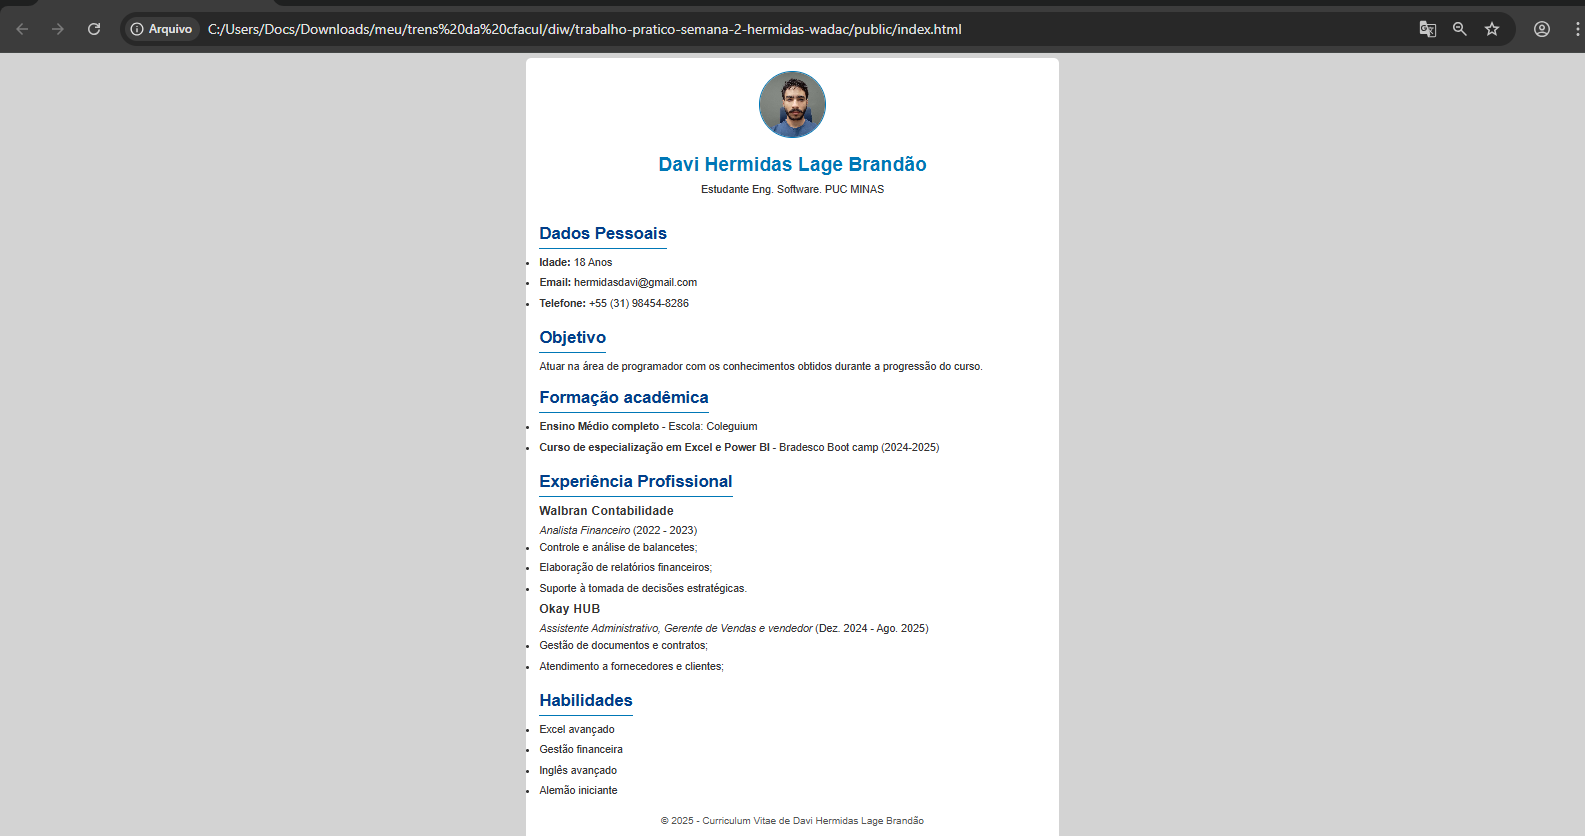 Arquivo C:/Users/Docs/Downloads/meu/trens%20da%20cfacul/diw/trabalho-pratico-semana-2-hermidas-wadac/public/index.html
Davi Hermidas Lage Brandão
Estudante Eng. Software. PUC MINAS
Dados Pessoais
Idade: 18 Anos
Email: hermidasdavi@gmail.com
Telefone: +55 (31) 98454-8286
Objetivo
Atuar na área de programador com os conhecimentos obtidos durante a progressão do curso.
Formação acadêmica
Ensino Médio completo - Escola: Coleguium
Curso de especialização em Excel e Power BI - Bradesco Boot camp (2024-2025)
Experiência Profissional
Walbran Contabilidade
Analista Financeiro (2022 - 2023)
Controle e análise de balancetes;
Elaboração de relatórios financeiros;
Suporte à tomada de decisões estratégicas.
Okay HUB
Assistente Administrativo, Gerente de Vendas e vendedor (Dez. 2024 - Ago. 2025)
Gestão de documentos e contratos;
Atendimento a fornecedores e clientes;
Habilidades
Excel avançado
Gestão financeira
Inglês avançado
Alemão iniciante
© 2025 - Curriculum Vitae de Davi Hermidas Lage Brandão